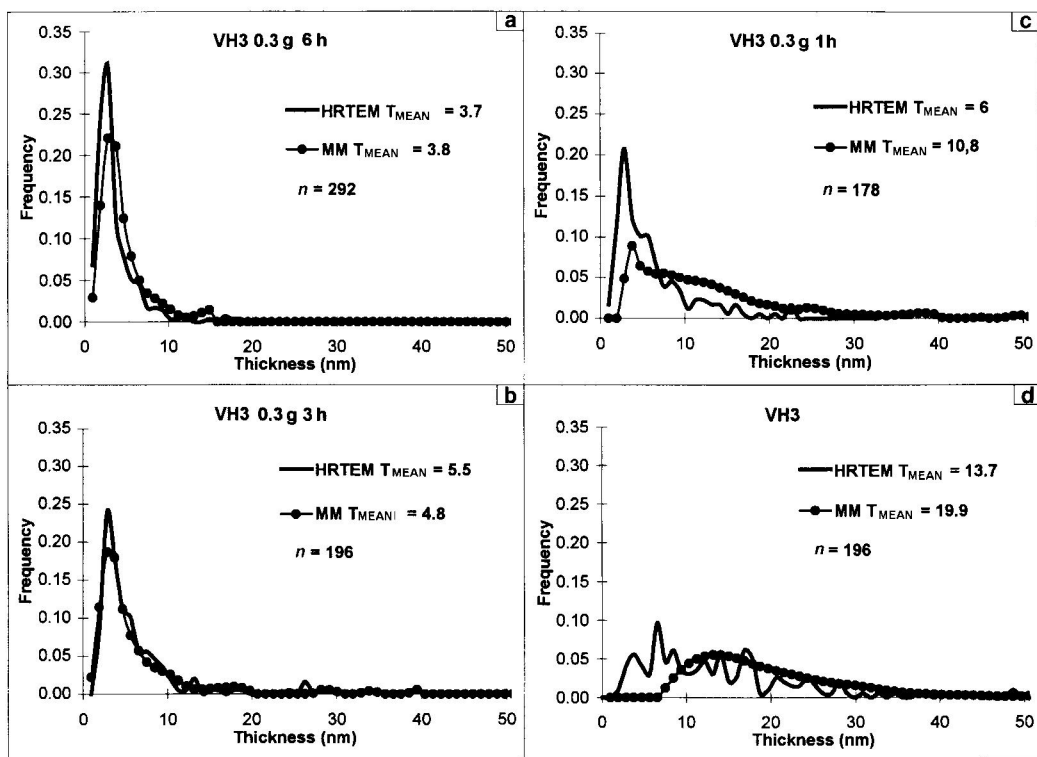 a
VH3 0.3 g 6 h
0.35
0.30
0.25
0.20
0.15
0.10
0.05
0.00
Frequency
HRTEM TMEAN = 3.7
MM TMEAN = 3.8
n = 292
0 10 20 30 40 50
Thickness (nm)
b
VH3 0.3 g 3 h
0.35
0.30
0.25
0.20
0.15
0.10
0.05
0.00
Frequency
HRTEM TMEAN = 5.5
MM TMEAN = 4.8
n = 196
0 10 20 30 40 50
Thickness (nm)
c
VH3 0.3 g 1h
0.35
0.30
0.25
0.20
0.15
0.10
0.05
0.00
Frequency
HRTEM TMEAN = 6
MM TMEAN = 10,8
n = 178
0 10 20 30 40 50
Thickness (nm)
d
VH3
0.35
0.30
0.25
0.20
0.15
0.10
0.05
0.00
Frequency
HRTEM TMEAN = 13.7
MM TMEAN = 19.9
n = 196
0 10 20 30 40 50
Thickness (nm)